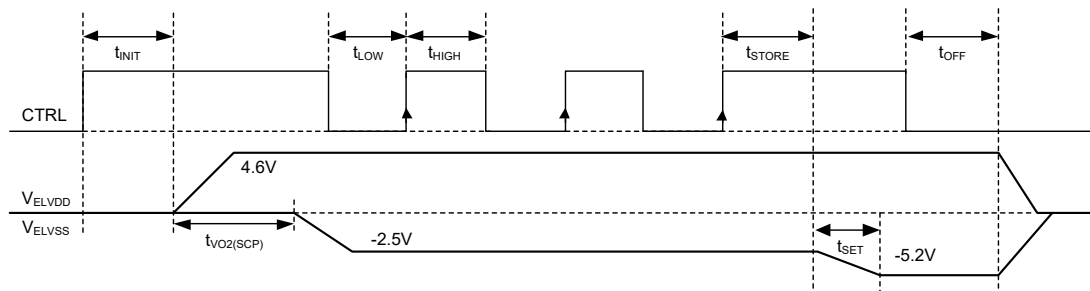 tINIT
tLOW
tHIGH
tSTORE
tOFF
CTRL
4.6V
VELVDD
VELVSS
tVO2(SCP)
-2.5V
tSET
-5.2V